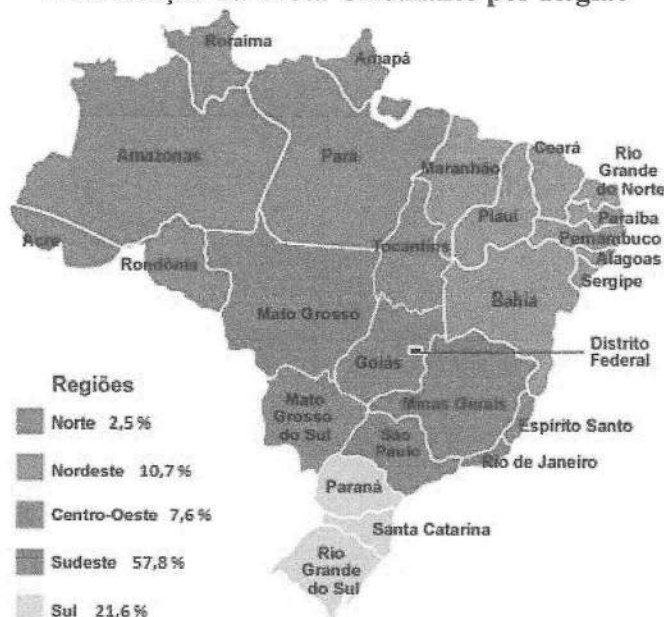 Roraima
Amapá
Amazonas
Pará
Maranhão
Ceará
Rio
Grande
do Norte
Piauí
Paraíba
Pernambuco
Alagoas
Sergipe
Acre
Rondônia
Tocantins
Mato Grosso
Bahia
Goiás
Distrito
Federal
Mato
Grosso
do Sul
Minas Gerais
Espírito Santo
São
Paulo
Rio de Janeiro
Paraná
Santa Catarina
Rio
Grande
do Sul
Regiões
Norte 2,5 %
Nordeste 10,7 %
Centro-Oeste 7,6 %
Sudeste 57,8 %
Sul 21,6 %